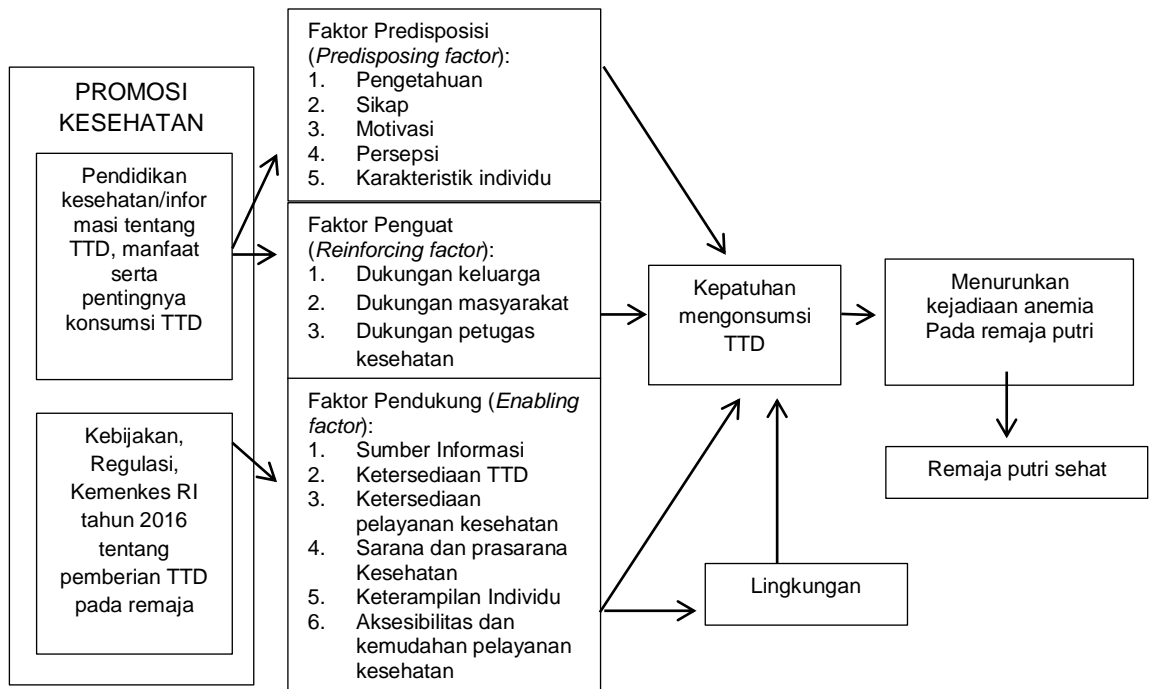 PROMOSI
KESEHATAN
Pendidikan
kesehatan/infor
masi tentang
TTD, manfaat
serta
pentingnya
konsumsi TTD
Kebijakan,
Regulasi,
Kemenkes RI
tahun 2016
tentang
pemberian TTD
pada remaja
Faktor Predisposisi
(Predisposing factor):
1. Pengetahuan
2. Sikap
3. Motivasi
4. Persepsi
5. Karakteristik individu
Faktor Penguat
(Reinforcing factor):
1. Dukungan keluarga
2. Dukungan masyarakat
3. Dukungan petugas
kesehatan
Faktor Pendukung (Enabling
factor):
1. Sumber Informasi
2. Ketersediaan TTD
3. Ketersediaan
pelayanan kesehatan
4. Sarana dan prasarana
Kesehatan
5. Keterampilan Individu
6. Aksesibilitas dan
kemudahan pelayanan
kesehatan
Kepatuhan
mengonsumsi
TTD
Lingkungan
Menurunkan
kejadiaan anemia
Pada remaja putri
Remaja putri sehat